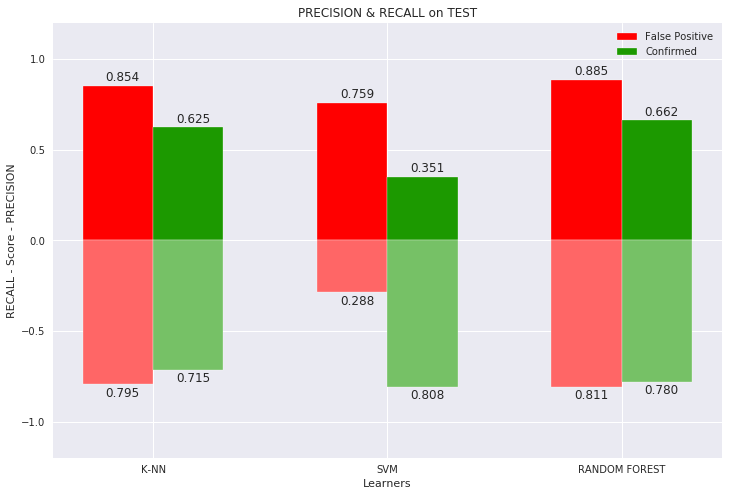 PRECISION & RECALL on TEST
False Positive
Confirmed
1.0
0.5
0.0
−0.5
−1.0
RECALL - Score - PRECISION
0.854
0.625
0.759
0.351
0.885
0.662
0.795
0.715
0.288
0.808
0.811
0.780
K-NN
SVM
RANDOM FOREST
Learners